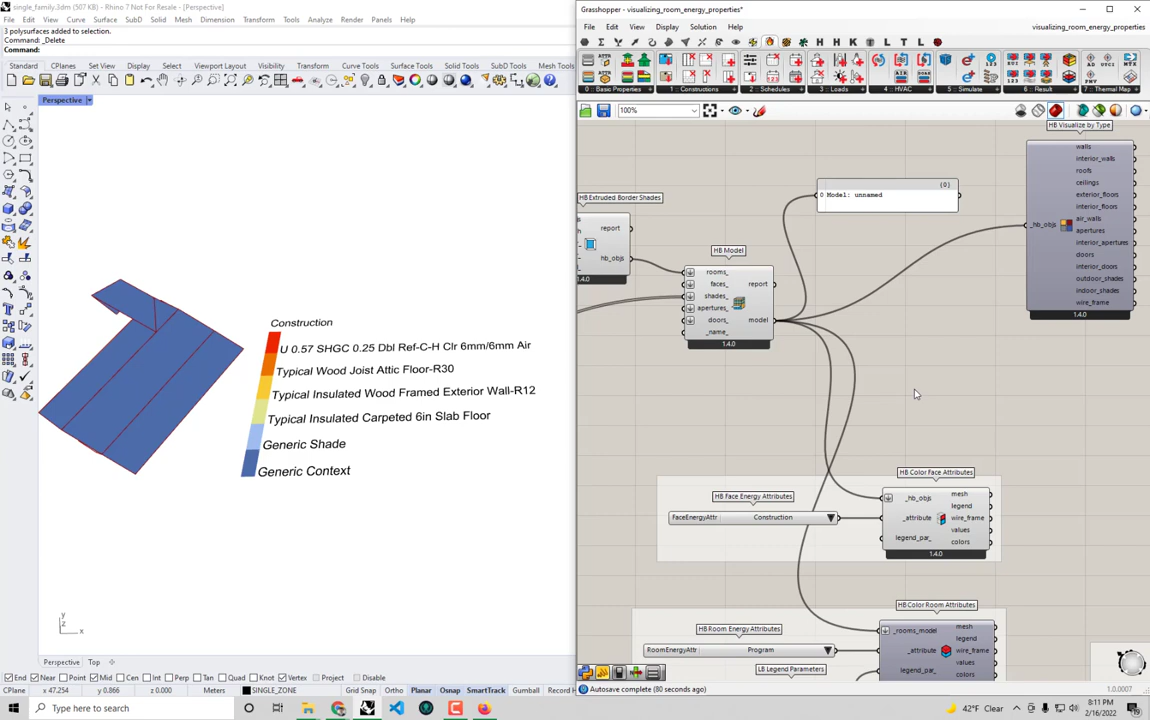 single_family.3dm (507 KB) - Rhino 7 Not For Resale - [Perspective]
File Edit View Curve Surface SubD Solid Mesh Dimension Transform Tools Analyze Render Panels Help
3 polysurfaces added to selection.
Command: _Delete
Command:
Standard CPlanes Set View Display Select Viewport Layout Visibility Transform Curve Tools Surface Tools Solid Tools SubD Tools Mesh Tools
Perspective
Construction
U 0.57 SHGC 0.25 Dbl Ref-C-H Clr 6mm/6mm Air
Typical Wood Joist Attic Floor-R30
Typical Insulated Wood Framed Exterior Wall-R12
Typical Insulated Carpeted 6in Slab Floor
Generic Shade
Generic Context
y
z x
Perspective Top
End Near Point Mid Cen Int Perp Tan Quad Knot Vertex Project Disable
CPlane x 47.254 y 0.866 z 0.000 Meters SINGLE_ZONE Grid Snap Ortho Planar Osnap SmartTrack Gumball Record H
Grasshopper - visualizing_room_energy_properties*
File Edit View Display Solution Help visualizing_room_energy_properties*
0 :: Basic Properties 1 :: Constructions 2 :: Schedules 3 :: Loads 4 :: HVAC 5 :: Simulate 6 :: Result 7 :: Thermal Map
100%
HB Visualize by Type
walls
interior_walls
roofs
ceilings
exterior_floors
interior_floors
air_walls
_hb_objs
apertures
interior_apertures
doors
interior_doors
outdoor_shades
indoor_shades
wire_frame
1.4.0
{0}
0 Model: unnamed
HB Extruded Border Shades
report
hb_objs
1.4.0
HB Model
rooms_
faces_
shades_
apertures_
doors_
_name_
report
model
1.4.0
HB Color Face Attributes
HB Face Energy Attributes
FaceEnergyAttr Construction
_hb_objs
_attribute
legend_par_
mesh
legend
wire_frame
values
colors
1.4.0
HB Color Room Attributes
HB Room Energy Attributes
RoomEnergyAttr Program
LB Legend Parameters
_rooms_model
_attribute
legend_par_
mesh
legend
wire_frame
values
colors
Autosave complete (80 seconds ago) 1.0.0007
Type here to search
42°F Clear
8:11 PM
2/16/2022